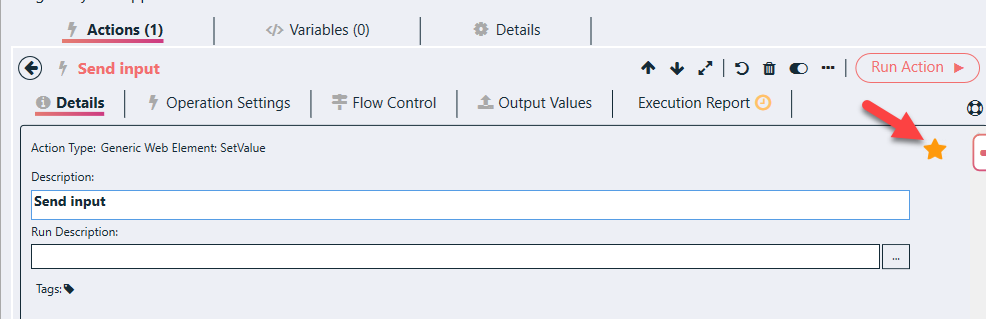 Actions (1)
Variables (0)
Details
Send input
Run Action
Details
Operation Settings
Flow Control
Output Values
Execution Report
Action Type: Generic Web Element: SetValue
Description:
Send input
Run Description:
...
Tags: